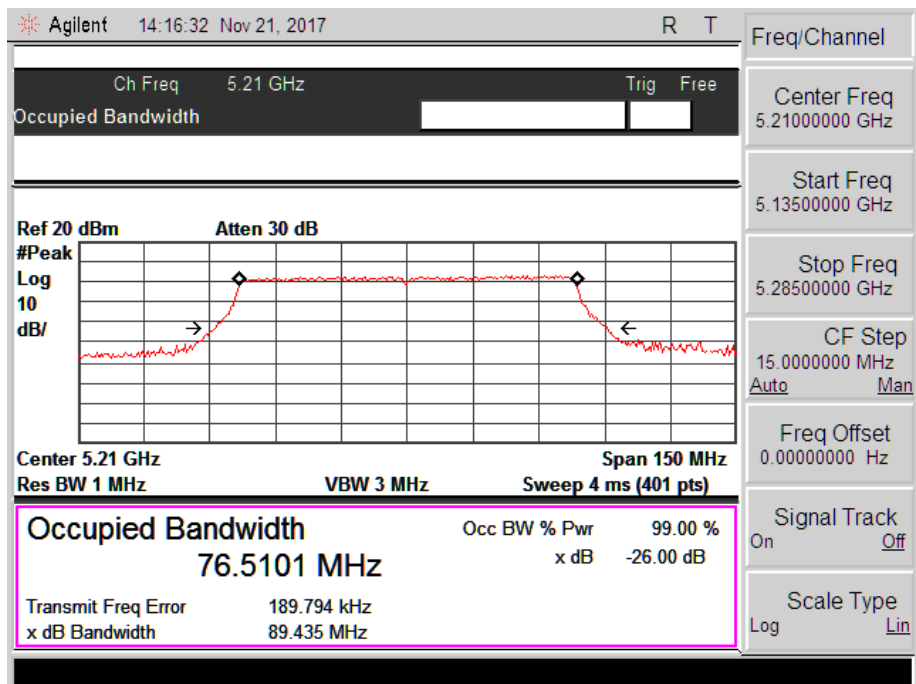 Agilent 14:16:32 Nov 21, 2017 R T
Ch Freq 5.21 GHz Trig Free
Occupied Bandwidth
Ref 20 dBm Atten 30 dB
#Peak
Log
10
dB/
Center 5.21 GHz Span 150 MHz
Res BW 1 MHz VBW 3 MHz Sweep 4 ms (401 pts)
Occupied Bandwidth Occ BW % Pwr 99.00 %
76.5101 MHz x dB -26.00 dB
Transmit Freq Error 189.794 kHz
x dB Bandwidth 89.435 MHz
Freq/Channel
Center Freq
5.21000000 GHz
Start Freq
5.13500000 GHz
Stop Freq
5.28500000 GHz
CF Step
15.0000000 MHz
Auto Man
Freq Offset
0.00000000 Hz
Signal Track
On Off
Scale Type
Log Lin